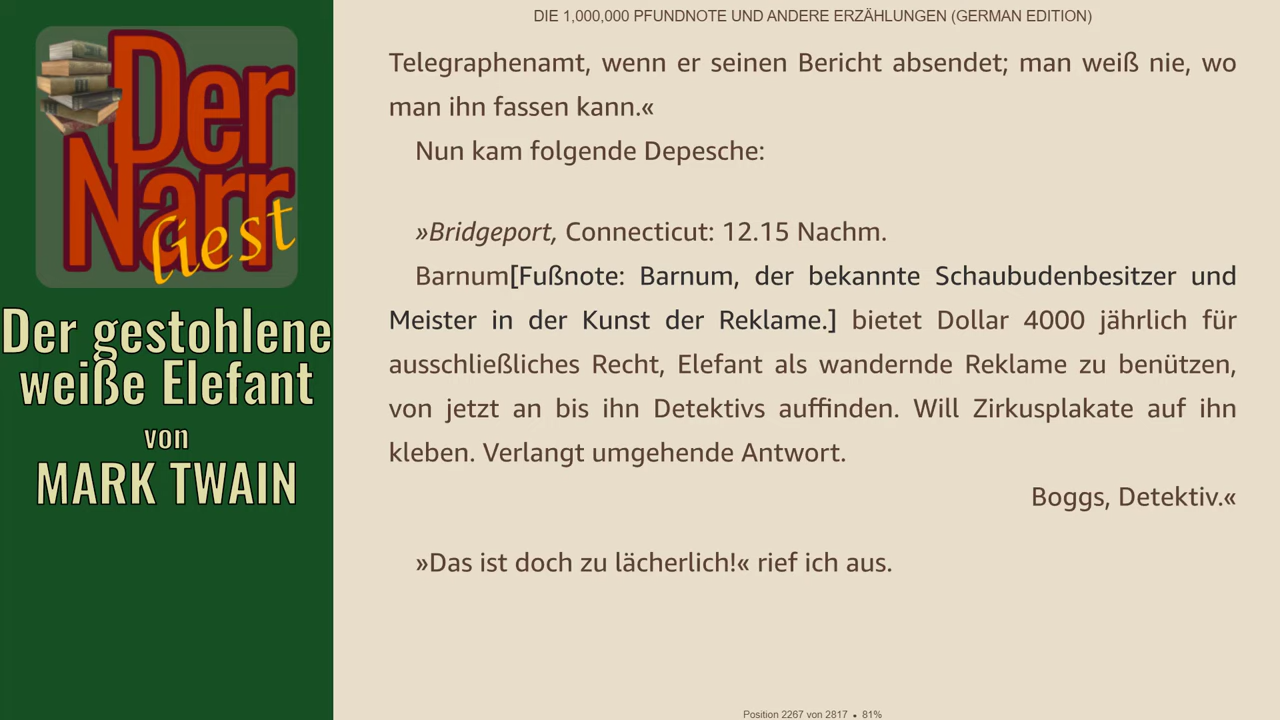 Der
Narr
liest
Der gestohlene
weiße Elefant
von
MARK TWAIN
DIE 1,000,000 PFUNDNOTE UND ANDERE ERZÄHLUNGEN (GERMAN EDITION)
Telegraphenamt, wenn er seinen Bericht absendet; man weiß nie, wo
man ihn fassen kann.«
Nun kam folgende Depesche:
»Bridgeport, Connecticut: 12.15 Nachm.
Barnum[Fußnote: Barnum, der bekannte Schaubudenbesitzer und
Meister in der Kunst der Reklame.] bietet Dollar 4000 jährlich für
ausschließliches Recht, Elefant als wandernde Reklame zu benützen,
von jetzt an bis ihn Detektivs auffinden. Will Zirkusplakate auf ihn
kleben. Verlangt umgehende Antwort.
Boggs, Detektiv.«
»Das ist doch zu lächerlich!« rief ich aus.
Position 2267 von 2817 • 81%